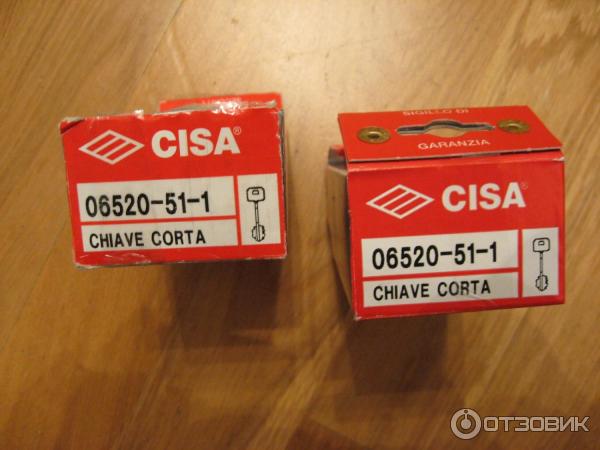 CISA®
06520-51-1
CHIAVE CORTA
SIGILLO DI
GARANZIA
CISA®
06520-51-1
CHIAVE CORTA
ОТЗОВИК